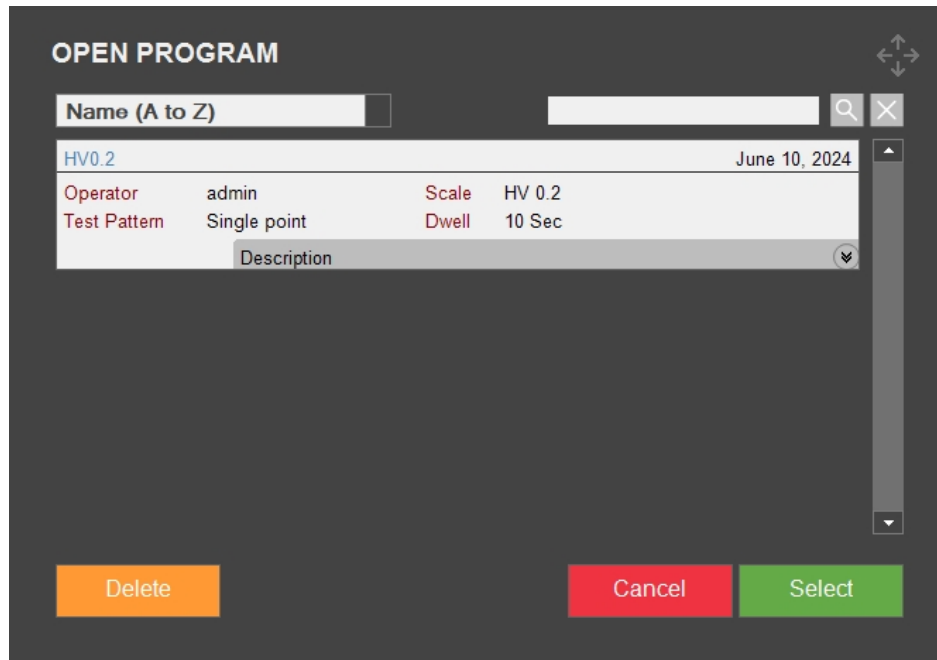 OPEN PROGRAM
Name (A to Z)
HV0.2 June 10, 2024
Operator admin Scale HV 0.2
Test Pattern Single point Dwell 10 Sec
Description
Delete Cancel Select